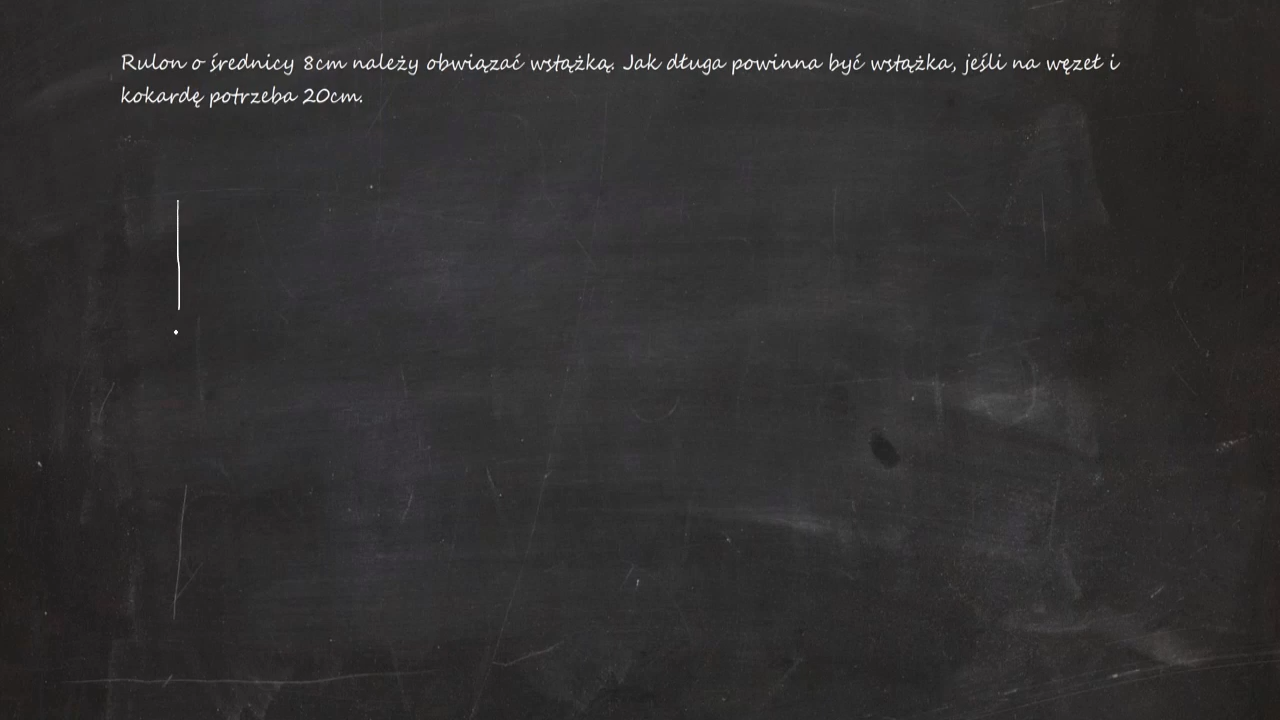 Rulon o średnicy 8cm należy obwiązać wstążką. Jak długa powinna być wstążka, jeśli na węzeł i
kokardę potrzeba 20cm.